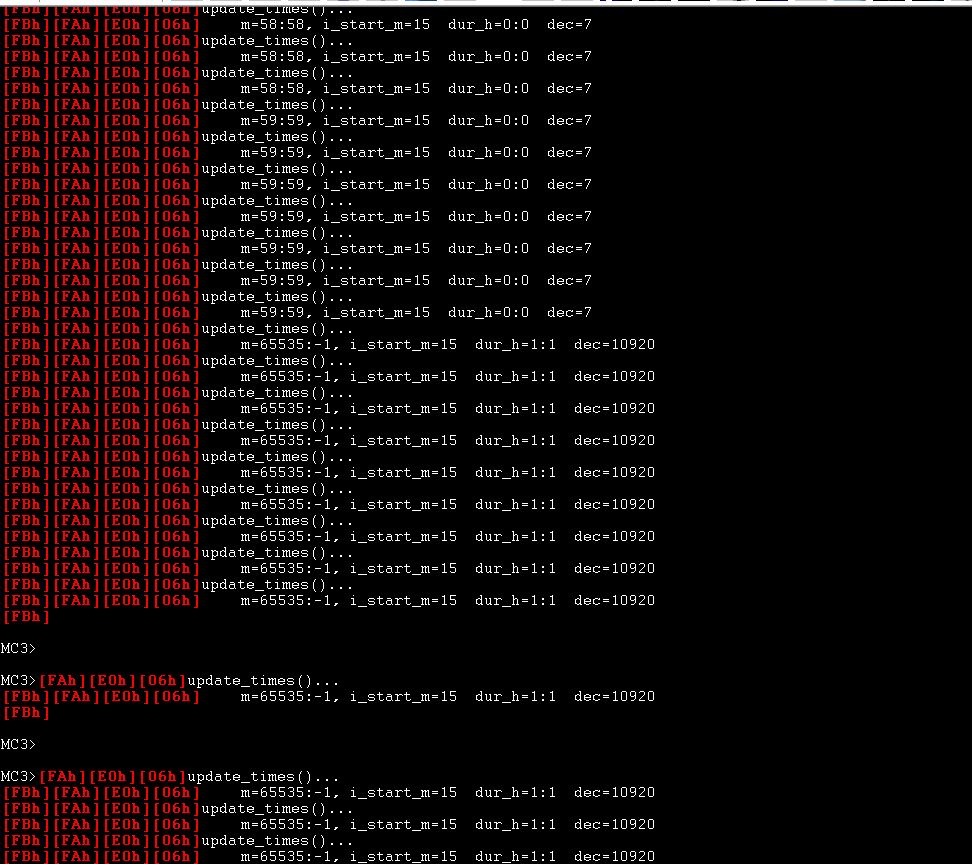 [FBh][FAh][E0h][06h]update_times()...
[FBh][FAh][E0h][06h]     m=58:58, i_start_m=15  dur_h=0:0  dec=7
[FBh][FAh][E0h][06h]update_times()...
[FBh][FAh][E0h][06h]     m=58:58, i_start_m=15  dur_h=0:0  dec=7
[FBh][FAh][E0h][06h]update_times()...
[FBh][FAh][E0h][06h]     m=58:58, i_start_m=15  dur_h=0:0  dec=7
[FBh][FAh][E0h][06h]update_times()...
[FBh][FAh][E0h][06h]     m=59:59, i_start_m=15  dur_h=0:0  dec=7
[FBh][FAh][E0h][06h]update_times()...
[FBh][FAh][E0h][06h]     m=59:59, i_start_m=15  dur_h=0:0  dec=7
[FBh][FAh][E0h][06h]update_times()...
[FBh][FAh][E0h][06h]     m=59:59, i_start_m=15  dur_h=0:0  dec=7
[FBh][FAh][E0h][06h]update_times()...
[FBh][FAh][E0h][06h]     m=59:59, i_start_m=15  dur_h=0:0  dec=7
[FBh][FAh][E0h][06h]update_times()...
[FBh][FAh][E0h][06h]     m=59:59, i_start_m=15  dur_h=0:0  dec=7
[FBh][FAh][E0h][06h]update_times()...
[FBh][FAh][E0h][06h]     m=59:59, i_start_m=15  dur_h=0:0  dec=7
[FBh][FAh][E0h][06h]update_times()...
[FBh][FAh][E0h][06h]     m=59:59, i_start_m=15  dur_h=0:0  dec=7
[FBh][FAh][E0h][06h]update_times()...
[FBh][FAh][E0h][06h]     m=65535:-1, i_start_m=15  dur_h=1:1  dec=10920
[FBh][FAh][E0h][06h]update_times()...
[FBh][FAh][E0h][06h]     m=65535:-1, i_start_m=15  dur_h=1:1  dec=10920
[FBh][FAh][E0h][06h]update_times()...
[FBh][FAh][E0h][06h]     m=65535:-1, i_start_m=15  dur_h=1:1  dec=10920
[FBh][FAh][E0h][06h]update_times()...
[FBh][FAh][E0h][06h]     m=65535:-1, i_start_m=15  dur_h=1:1  dec=10920
[FBh][FAh][E0h][06h]update_times()...
[FBh][FAh][E0h][06h]     m=65535:-1, i_start_m=15  dur_h=1:1  dec=10920
[FBh][FAh][E0h][06h]update_times()...
[FBh][FAh][E0h][06h]     m=65535:-1, i_start_m=15  dur_h=1:1  dec=10920
[FBh][FAh][E0h][06h]update_times()...
[FBh][FAh][E0h][06h]     m=65535:-1, i_start_m=15  dur_h=1:1  dec=10920
[FBh][FAh][E0h][06h]update_times()...
[FBh][FAh][E0h][06h]     m=65535:-1, i_start_m=15  dur_h=1:1  dec=10920
[FBh][FAh][E0h][06h]update_times()...
[FBh][FAh][E0h][06h]     m=65535:-1, i_start_m=15  dur_h=1:1  dec=10920
[FBh]
MC3>
MC3>[FAh][E0h][06h]update_times()...
[FBh][FAh][E0h][06h]     m=65535:-1, i_start_m=15  dur_h=1:1  dec=10920
[FBh]
MC3>
MC3>[FAh][E0h][06h]update_times()...
[FBh][FAh][E0h][06h]     m=65535:-1, i_start_m=15  dur_h=1:1  dec=10920
[FBh][FAh][E0h][06h]update_times()...
[FBh][FAh][E0h][06h]     m=65535:-1, i_start_m=15  dur_h=1:1  dec=10920
[FBh][FAh][E0h][06h]update_times()...
[FBh][FAh][E0h][06h]     m=65535:-1, i_start_m=15  dur_h=1:1  dec=10920